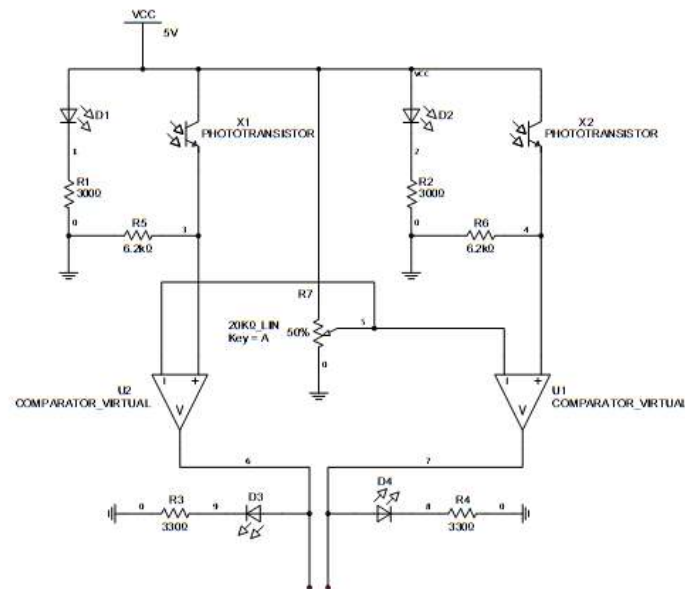 VCC
5V
VCC
D1
X1
PHOTOTRANSISTOR
D2
X2
PHOTOTRANSISTOR
1
2
R1
300Ω
R2
300Ω
0
R5
3
6.2kΩ
0
R6
4
6.2kΩ
R7
20KΩ_LIN
Key = A
50%
5
0
U2
COMPARATOR_VIRTUAL
V
U1
COMPARATOR_VIRTUAL
V
6
7
0
R3
330Ω
9
D3
D4
8
R4
330Ω
0